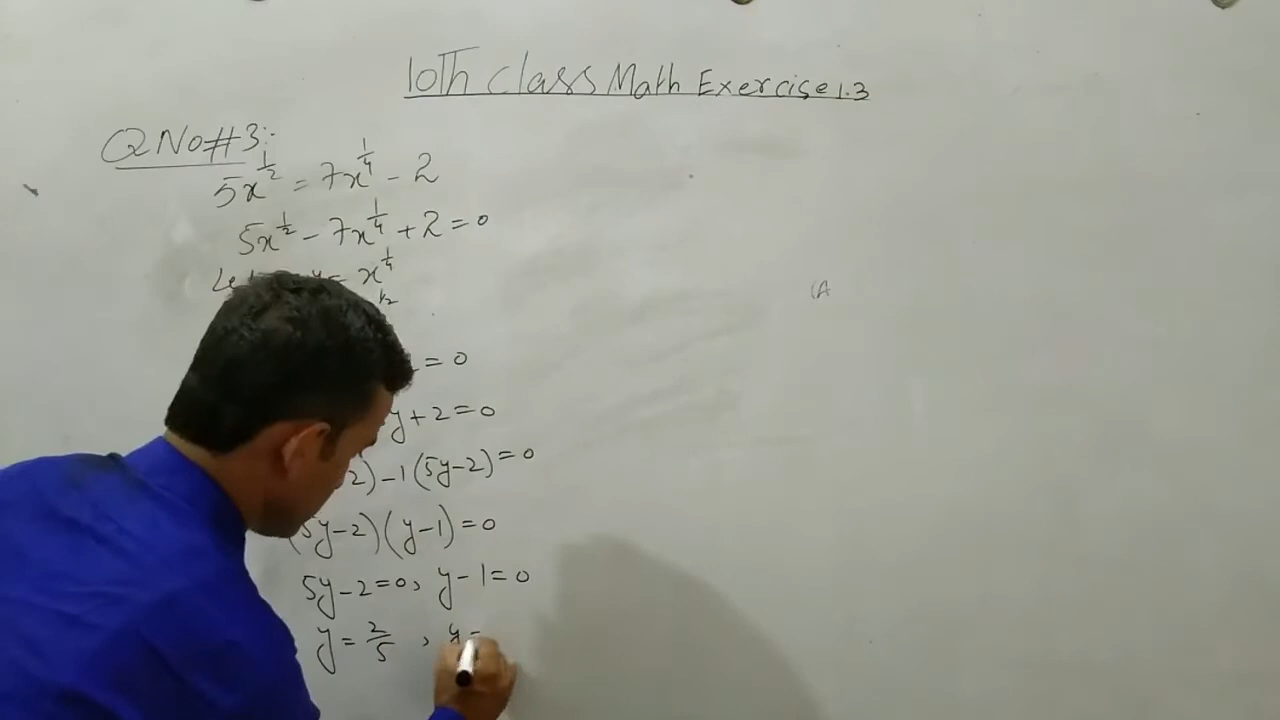 10Th Class Math Exercise 1.3
Q No#3:-
5x^{1/2} = 7x^{1/4} - 2
5x^{1/2} - 7x^{1/4} + 2 = 0
= x^{1/4}
1/2
= 0
y + 2 = 0
2) - 1(5y - 2) = 0
(5y - 2)(y - 1) = 0
5y - 2 = 0, y - 1 = 0
y = 2/5, y =
(A